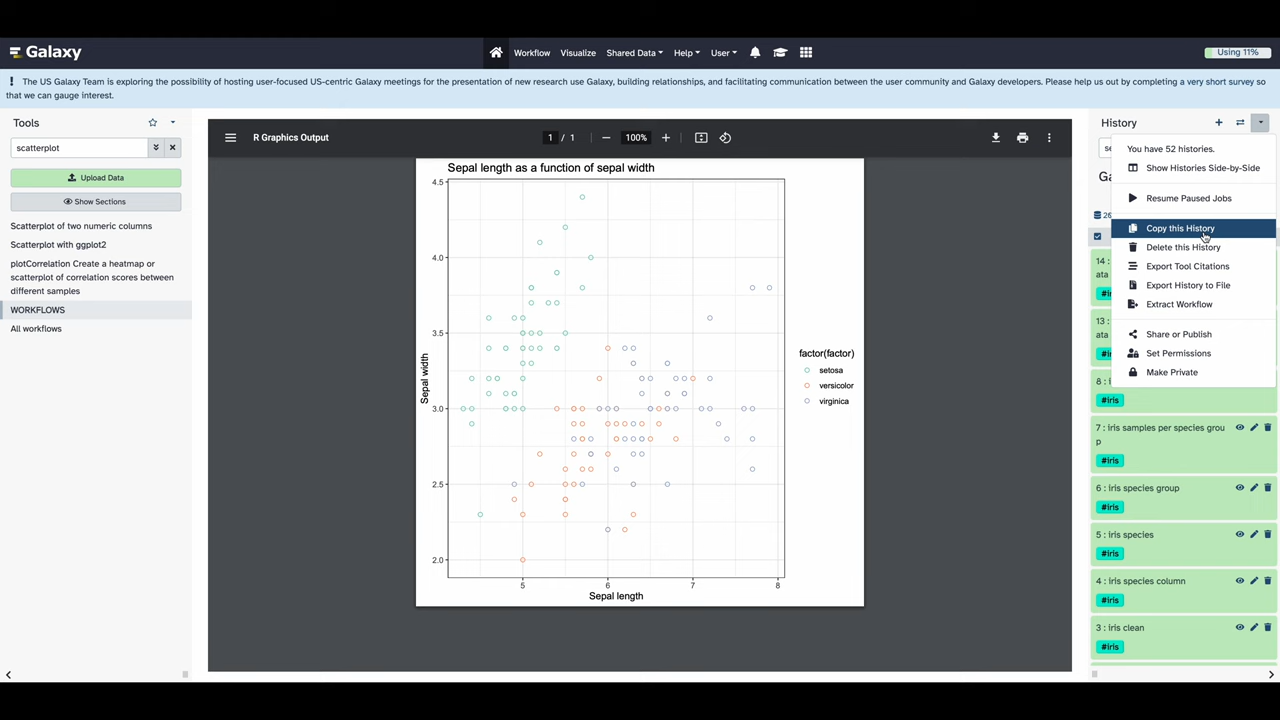 Galaxy
Workflow Visualize Shared Data Help User
Using 11%
! The US Galaxy Team is exploring the possibility of hosting user-focused US-centric Galaxy meetings for the presentation of new research use Galaxy, building relationships, and facilitating communication between the user community and Galaxy developers. Please help us out by completing a very short survey so
that we can gauge interest.
Tools
scatterplot
Upload Data
Show Sections
Scatterplot of two numeric columns
Scatterplot with ggplot2
plotCorrelation Create a heatmap or
scatterplot of correlation scores between
different samples
WORKFLOWS
All workflows
R Graphics Output
1 / 1
100%
Sepal length as a function of sepal width
4.5
4.0
3.5
3.0
2.5
2.0
Sepal width
5 6 7 8
Sepal length
factor(factor)
setosa
versicolor
virginica
History
You have 52 histories.
Show Histories Side-by-Side
Resume Paused Jobs
Copy this History
Delete this History
Export Tool Citations
Export History to File
Extract Workflow
Share or Publish
Set Permissions
Make Private
14 :
ata
13 :
ata
8 :
#iris
7 : iris samples per species grou
p
#iris
6 : iris species group
#iris
5 : iris species
#iris
4 : iris species column
#iris
3 : iris clean
#iris